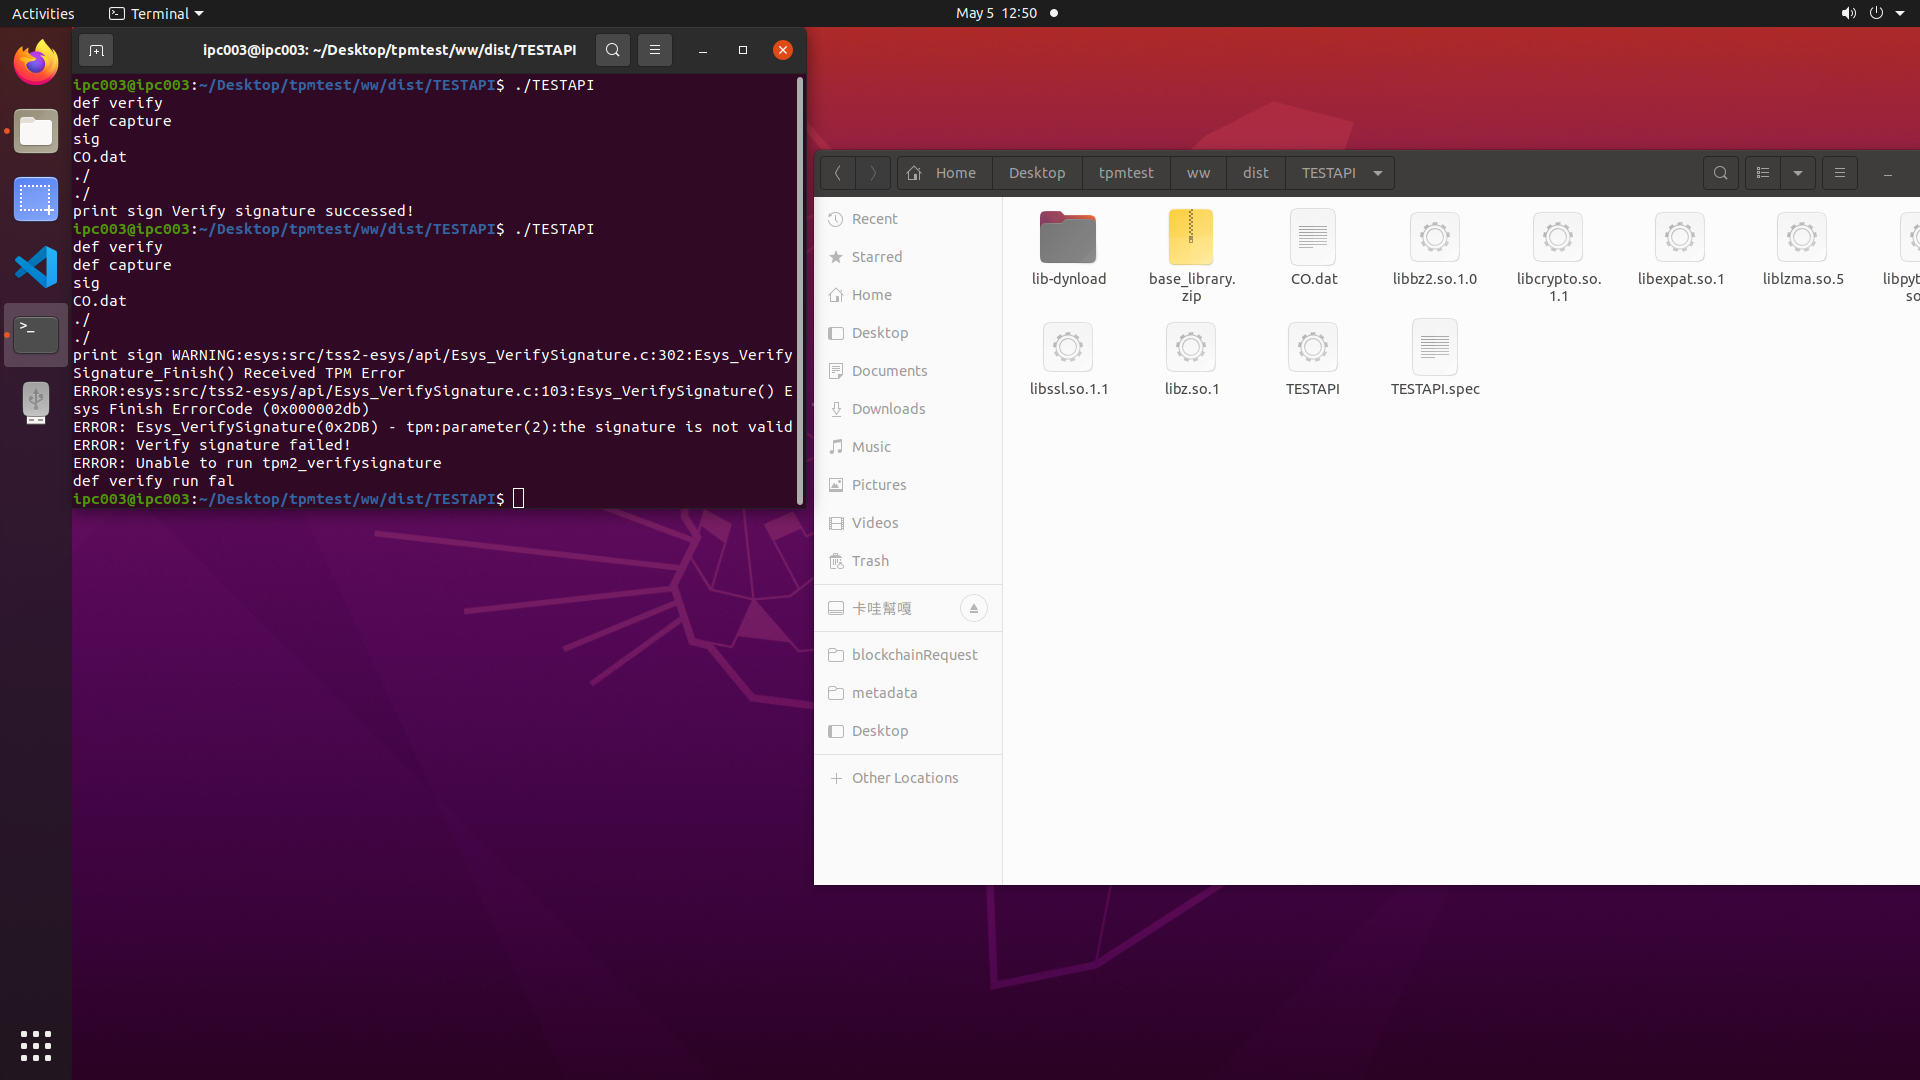 Activities
Terminal
May 5 12:50
ipc003@ipc003: ~/Desktop/tpmtest/ww/dist/TESTAPI
ipc003@ipc003:~/Desktop/tpmtest/ww/dist/TESTAPI$ ./TESTAPI
def verify
def capture
sig
CO.dat
./
./
print sign Verify signature successed!
ipc003@ipc003:~/Desktop/tpmtest/ww/dist/TESTAPI$ ./TESTAPI
def verify
def capture
sig
CO.dat
./
./
print sign WARNING:esys:src/tss2-esys/api/Esys_VerifySignature.c:302:Esys_Verify
Signature_Finish() Received TPM Error
ERROR:esys:src/tss2-esys/api/Esys_VerifySignature.c:103:Esys_VerifySignature() E
sys Finish ErrorCode (0x000002db)
ERROR: Esys_VerifySignature(0x2DB) - tpm:parameter(2):the signature is not valid
ERROR: Verify signature failed!
ERROR: Unable to run tpm2_verifysignature
def verify run fal
ipc003@ipc003:~/Desktop/tpmtest/ww/dist/TESTAPI$
Home
Desktop
tpmtest
ww
dist
TESTAPI
Recent
Starred
Home
Desktop
Documents
Downloads
Music
Pictures
Videos
Trash
卡哇幫嘎
blockchainRequest
metadata
Desktop
Other Locations
lib-dynload
base_library.
zip
CO.dat
libbz2.so.1.0
libcrypto.so.
1.1
libexpat.so.1
liblzma.so.5
libpyt
so
libssl.so.1.1
libz.so.1
TESTAPI
TESTAPI.spec